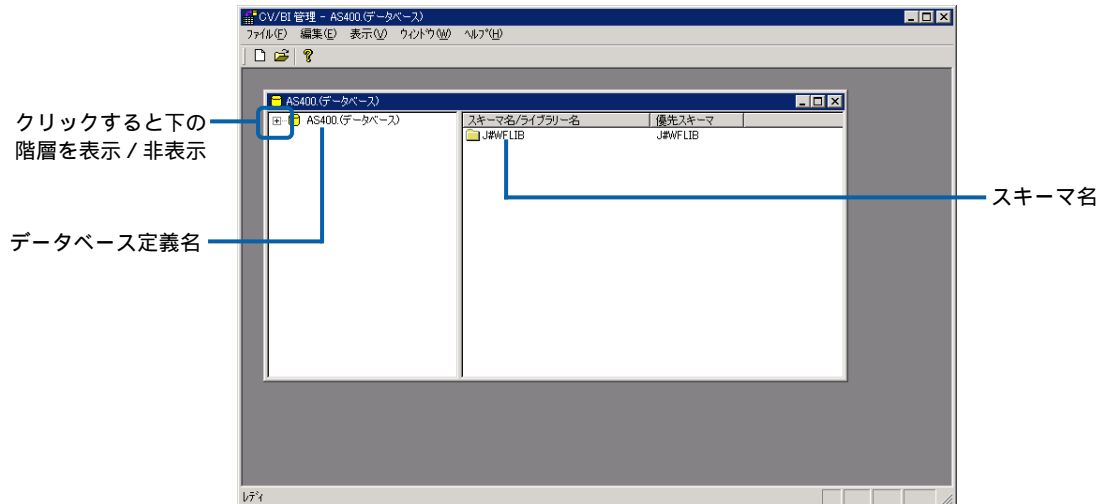 CV/BI 管理 - AS400.(データベース)
ファイル(F) 編集(E) 表示(V) ウィンドウ(W) ヘルプ(H)
AS400.(データベース)
AS400.(データベース)
スキーマ名/ライブラリー名 優先スキーマ
J#WFLIB J#WFLIB
クリックすると下の
階層を表示 / 非表示
データベース定義名
スキーマ名
レディ